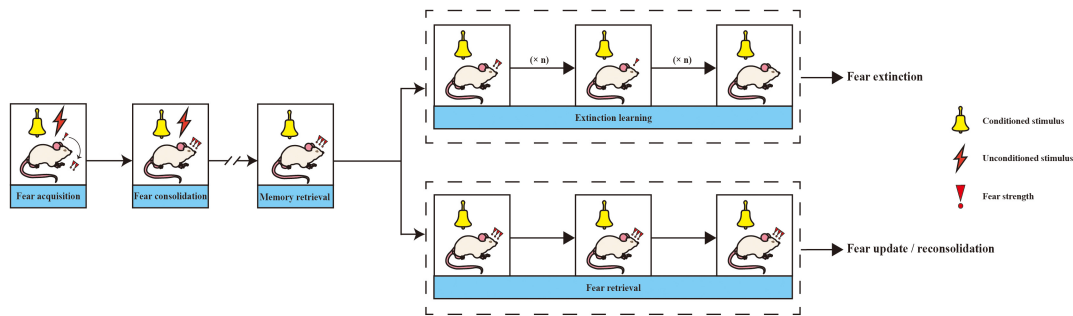 Fear acquisition
Fear consolidation
Memory retrieval
(× n)
(× n)
Extinction learning
Fear extinction
Fear retrieval
Fear update / reconsolidation
Conditioned stimulus
Unconditioned stimulus
Fear strength